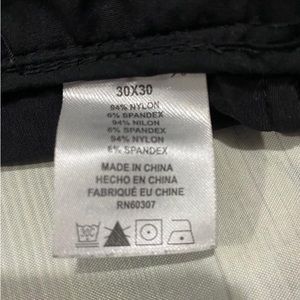 30X30
94% NYLON
6% SPANDEX
94% NILON
6% SPANDEX
94% NYLON
6% SPANDEX
MADE IN CHINA
HECHO EN CHINA
FABRIQUÉ EU CHINE
RN60307